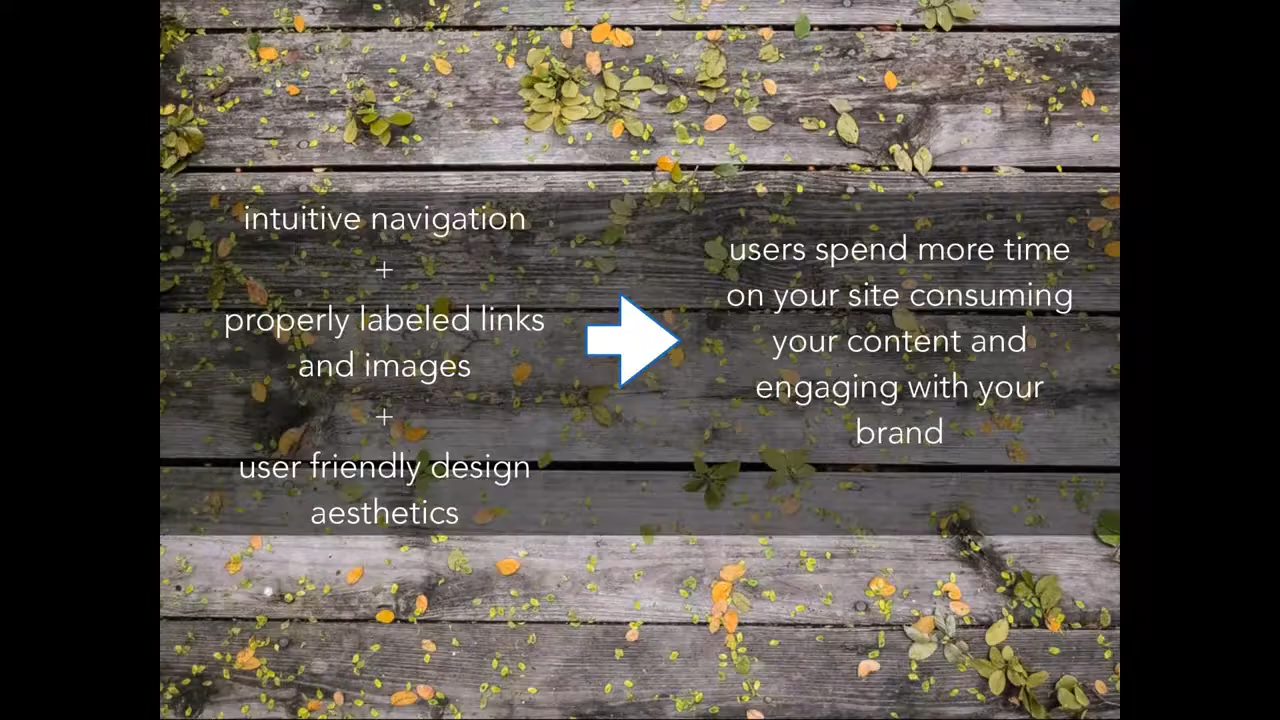 intuitive navigation
+
properly labeled links
and images
+
user friendly design
aesthetics
users spend more time
on your site consuming
your content and
engaging with your
brand